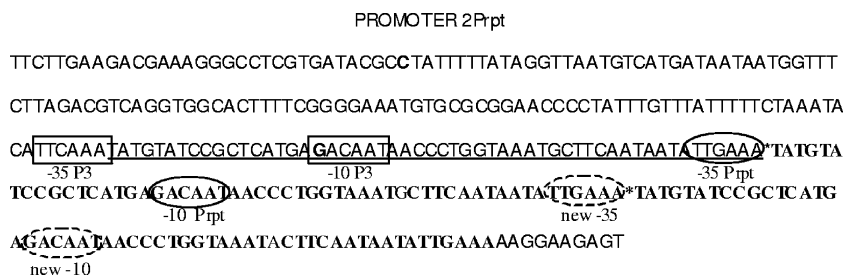 PROMOTER 2Prpt
TTCTTGAAGACGAAAGGGCCTCGTGATACGCCTATTTTTATAGGTTAATGTCATGATAATAATGGTTT
CTTAGACGTCAGGTGGCACTTTTCGGGGAAATGTGCGCGGAACCCCTATTTGTTTATTTTTCTAAATA
CATTCAAATATGTATCCGCTCATGAGACAATAACCCTGGTAAATGCTTCAATAATATTGAAA*TATGTA
-35 P3 -10 P3 -35 Prpt
TCCGCTCATGAGACAATAACCCTGGTAAATGCTTCAATAATATTGAAA*TATGTATCCGCTCATG
-10 Prpt new -35
AGACAATAACCCTGGTAAATACTTCAATAATATTGAAAAAGGAAGAGT
new -10